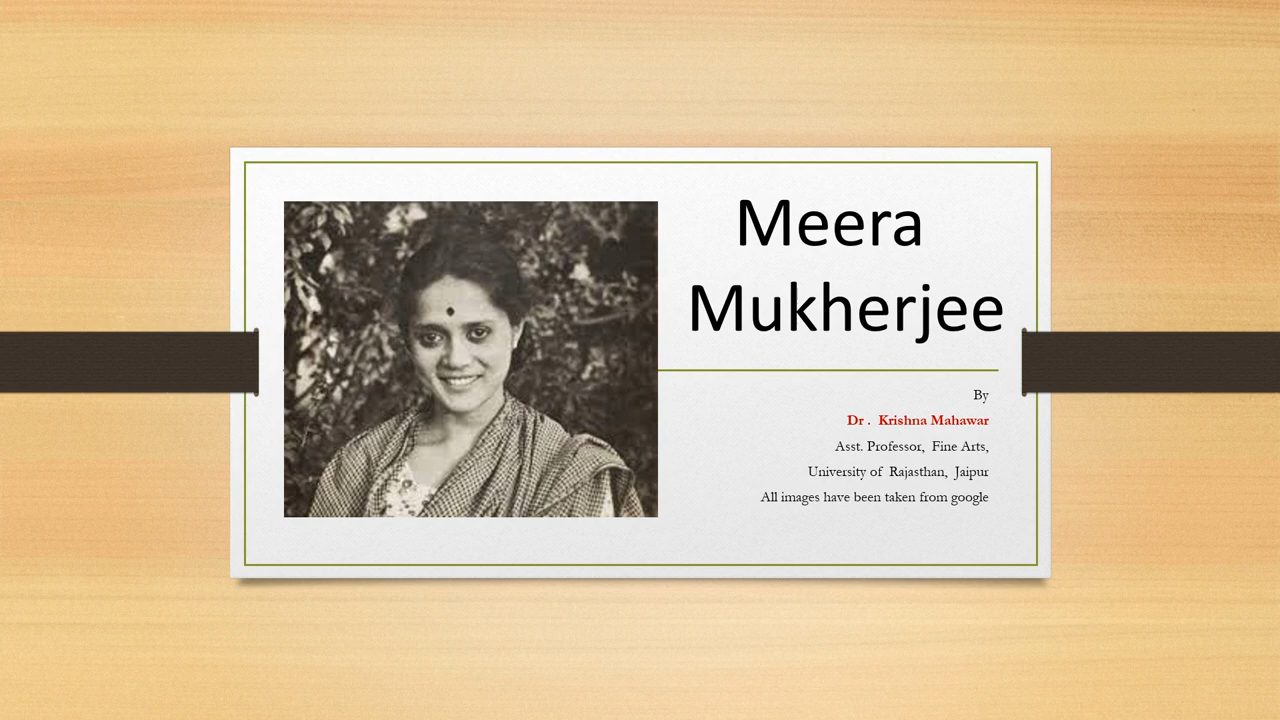 Meera
Mukherjee
By
Dr .  Krishna Mahawar
Asst. Professor,  Fine Arts,
University of  Rajasthan,  Jaipur
All images have been taken from google